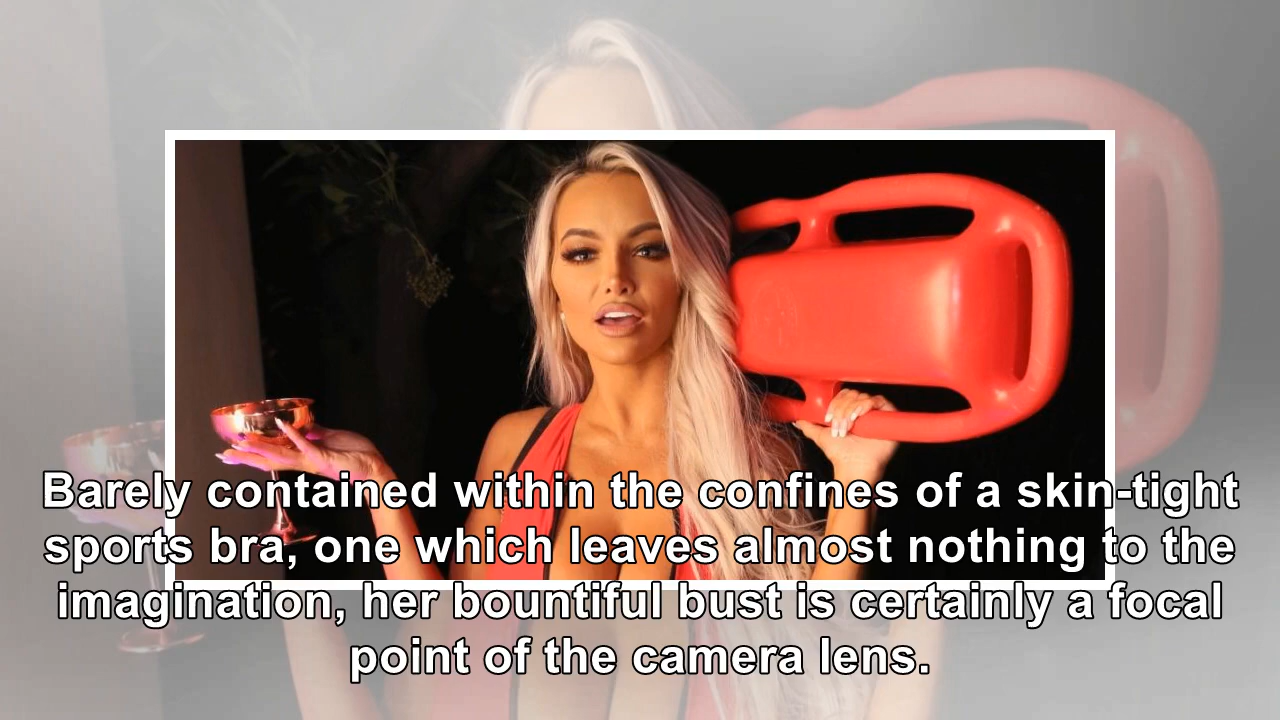 Barely contained within the confines of a skin-tight
sports bra, one which leaves almost nothing to the
imagination, her bountiful bust is certainly a focal
point of the camera lens.